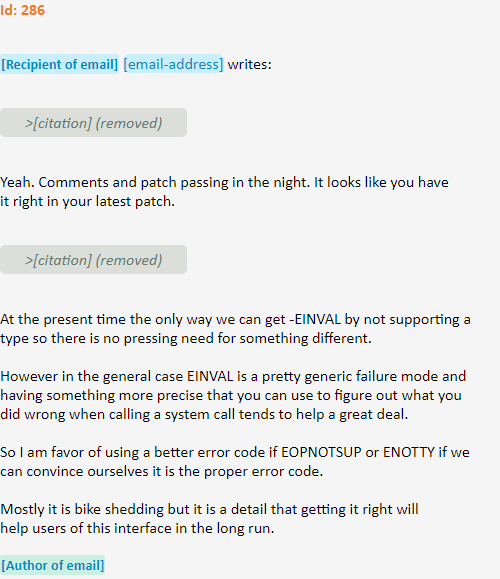 Id: 286
[Recipient of email] [email-address] writes:
>[citation] (removed)
Yeah. Comments and patch passing in the night. It looks like you have
it right in your latest patch.
>[citation] (removed)
At the present time the only way we can get -EINVAL by not supporting a
type so there is no pressing need for something different.
However in the general case EINVAL is a pretty generic failure mode and
having something more precise that you can use to figure out what you
did wrong when calling a system call tends to help a great deal.
So I am favor of using a better error code if EOPNOTSUP or ENOTTY if we
can convince ourselves it is the proper error code.
Mostly it is bike shedding but it is a detail that getting it right will
help users of this interface in the long run.
[Author of email]